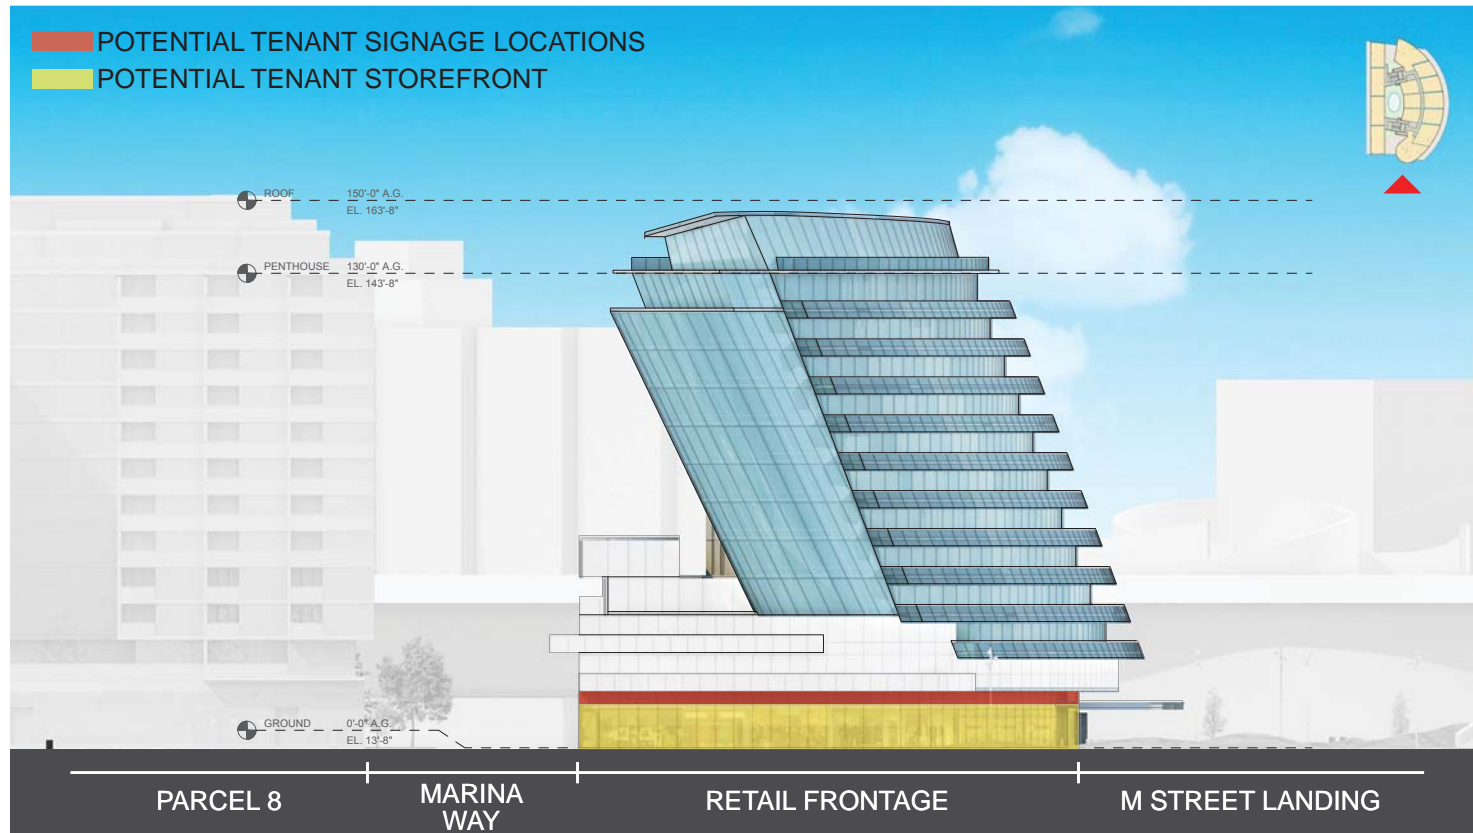 POTENTIAL TENANT SIGNAGE LOCATIONS
POTENTIAL TENANT STOREFRONT
ROOF 150'-0" A.G.
EL. 163'-8"
PENTHOUSE 130'-0" A.G.
EL. 143'-8"
GROUND 0'-0" A.G.
EL. 13'-8"
PARCEL 8
MARINA
WAY
RETAIL FRONTAGE
M STREET LANDING